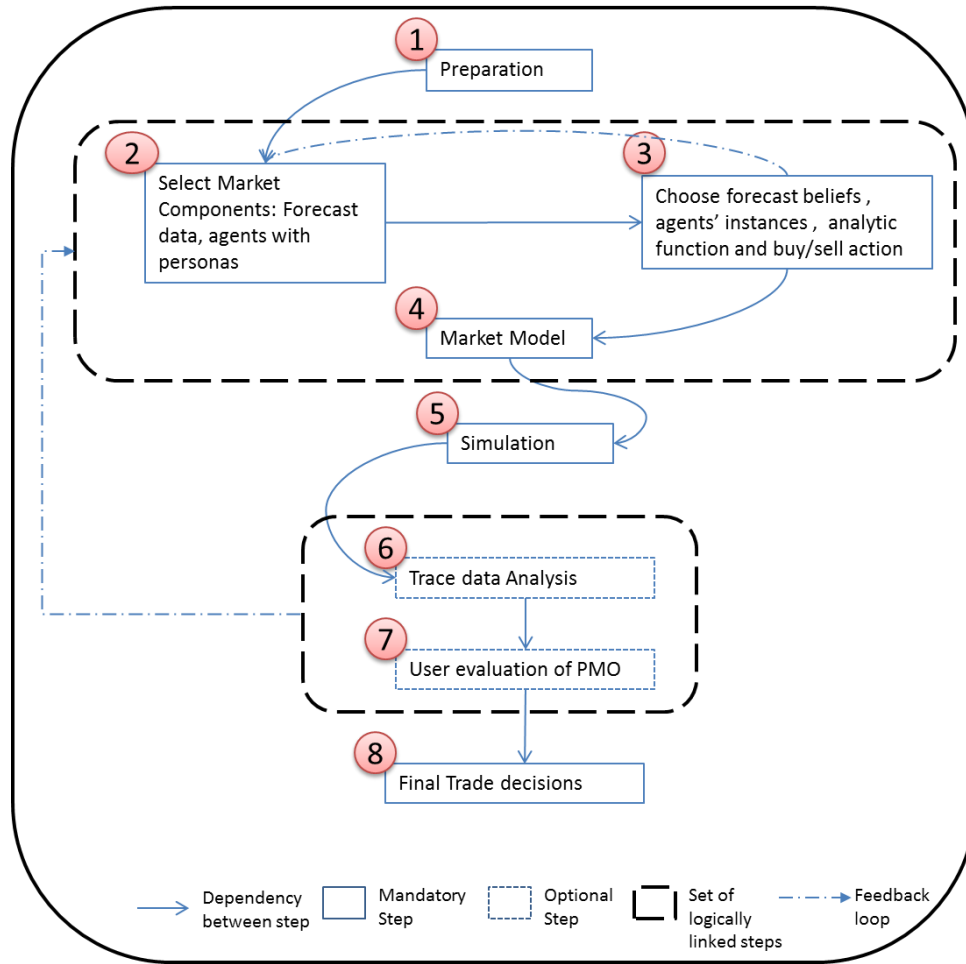 1
Preparation
2
Select Market
Components: Forecast
data, agents with
personas
3
Choose forecast beliefs ,
agents’ instances ,  analytic
function and buy/sell action
4
Market Model
5
Simulation
6
Trace data Analysis
7
User evaluation of PMO
8
Final Trade decisions
Dependency
between step
Mandatory
Step
Optional
Step
Set of
logically
linked steps
Feedback
loop